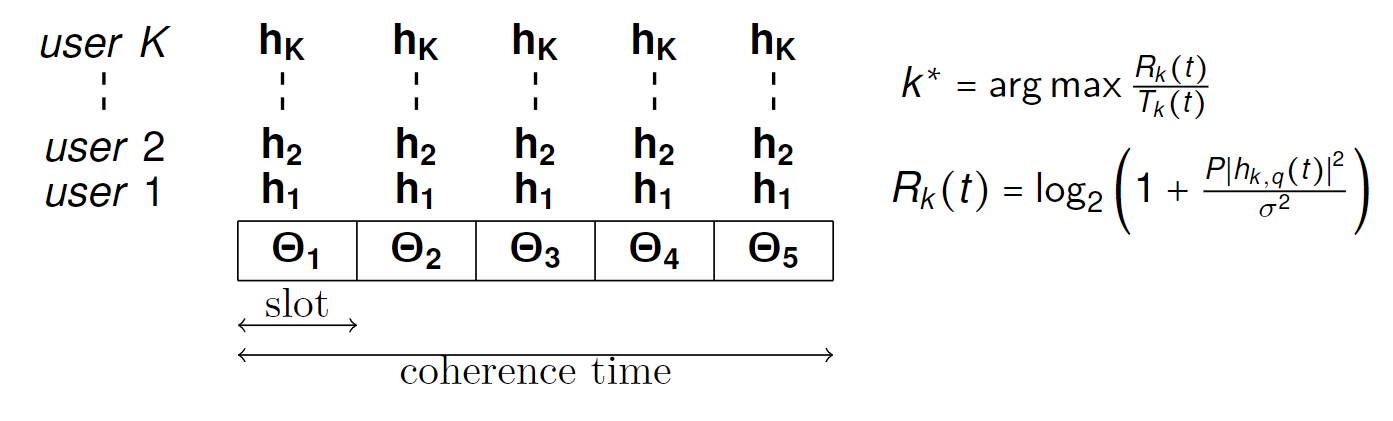 user K h_K h_K h_K h_K h_K
user 2 h_2 h_2 h_2 h_2 h_2
user 1 h_1 h_1 h_1 h_1 h_1
Θ_1 Θ_2 Θ_3 Θ_4 Θ_5
slot
coherence time
k* = arg max R_k(t) / T_k(t)
R_k(t) = log_2 (1 + P|h_{k,q}(t)|^2 / σ^2)